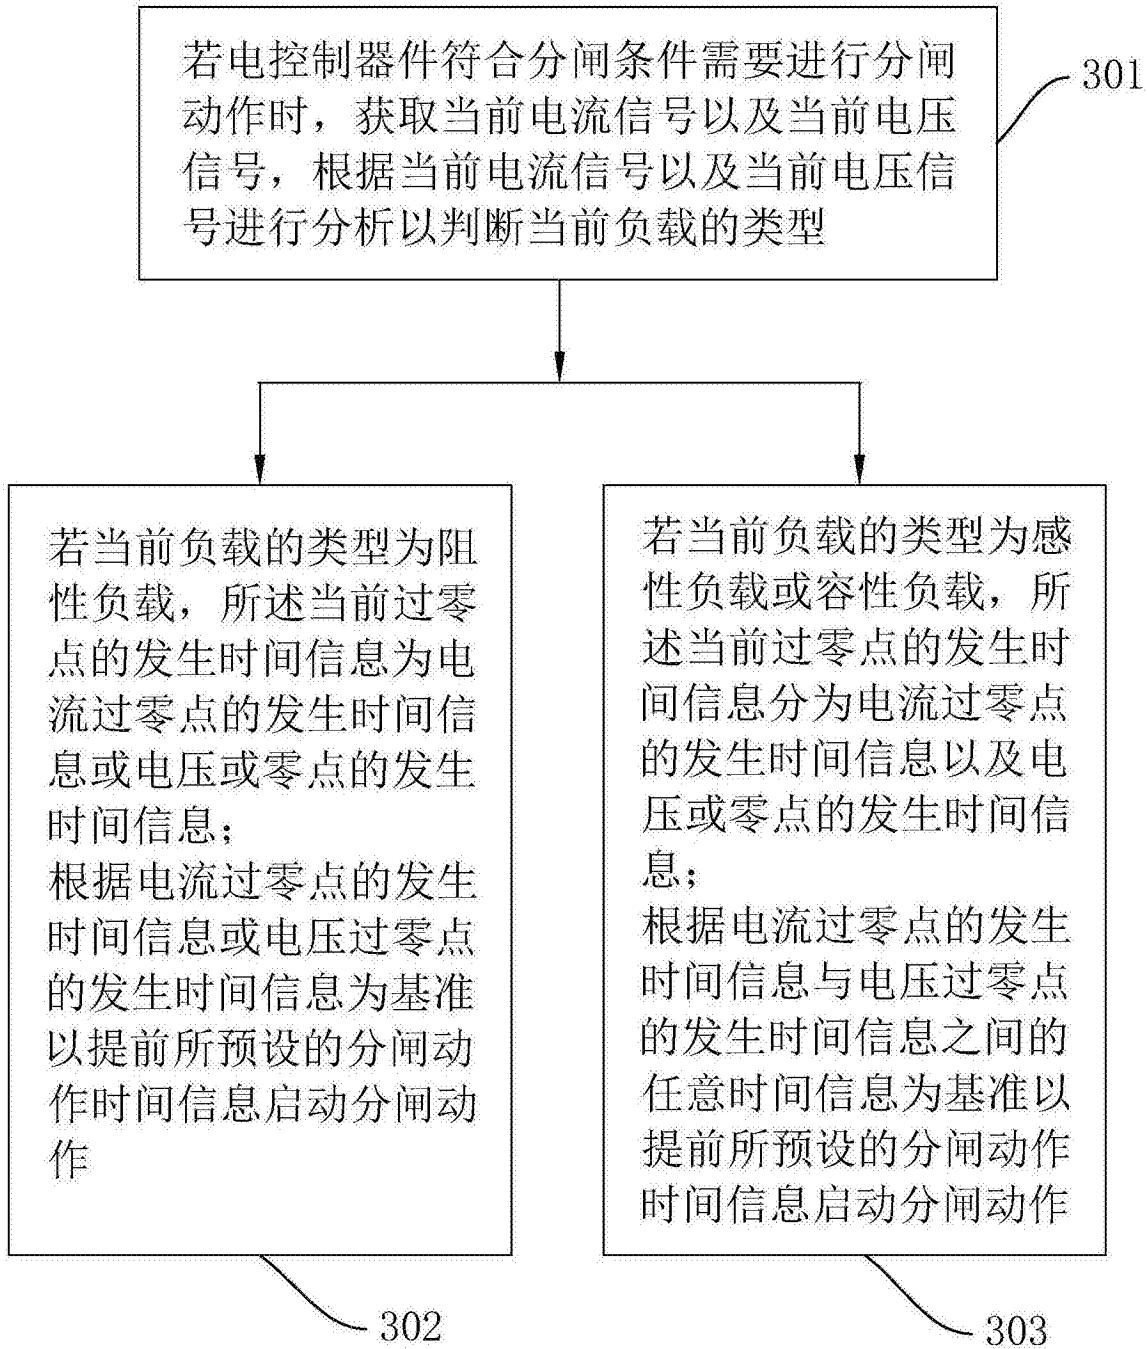 若电控制器件符合分闸条件需要进行分闸
动作时，获取当前电流信号以及当前电压
信号，根据当前电流信号以及当前电压信
号进行分析以判断当前负载的类型
301
若当前负载的类型为阻
性负载，所述当前过零
点的发生时间信息为电
流过零点的发生时间信
息或电压或零点的发生
时间信息；
根据电流过零点的发生
时间信息或电压过零点
的发生时间信息为基准
以提前所预设的分闸动
作时间信息启动分闸动
作
302
若当前负载的类型为感
性负载或容性负载，所
述当前过零点的发生时
间信息分为电流过零点
的发生时间信息以及电
压或零点的发生时间信
息；
根据电流过零点的发生
时间信息与电压过零点
的发生时间信息之间的
任意时间信息为基准以
提前所预设的分闸动作
时间信息启动分闸动作
303